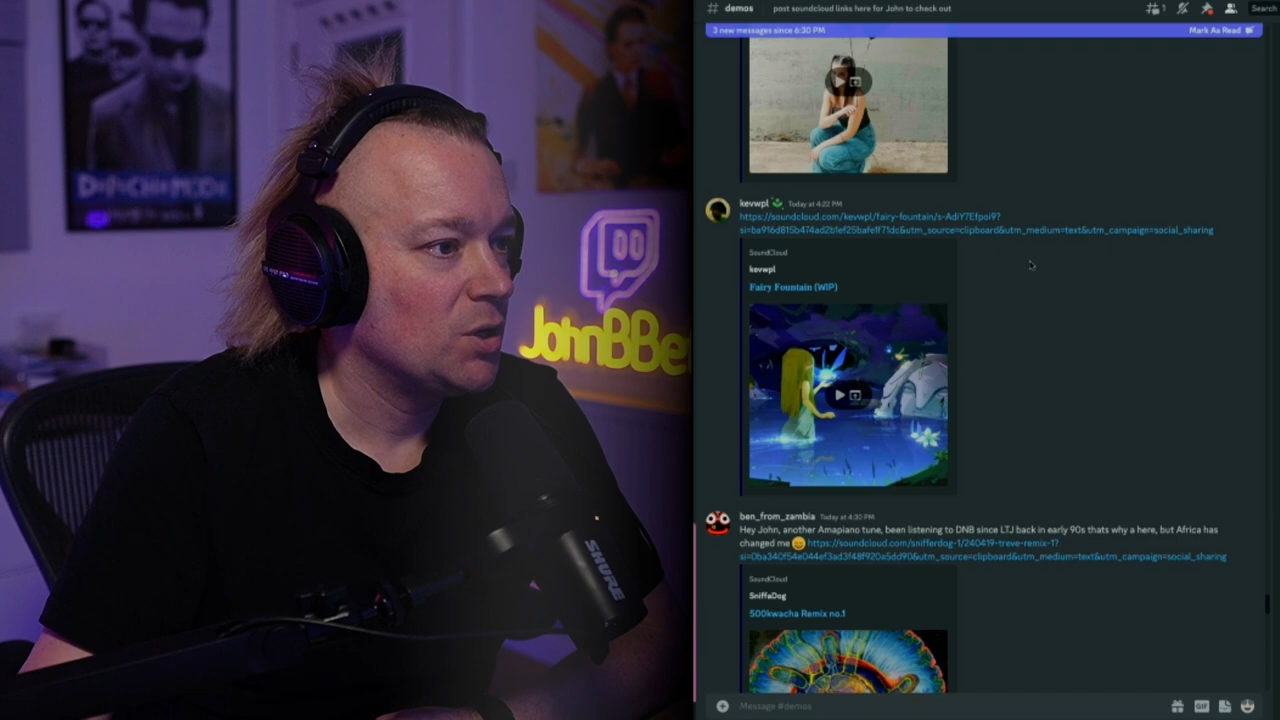 DEPECHE MODE
JohnBBe
SHURE
# demos
post soundcloud links here for John to check out
1
Search
3 new messages since 6:30 PM
Mark As Read
kevwpl Today at 4:22 PM
https://soundcloud.com/kevwpl/fairy-fountain/s-AdiY7Efpoi9?
si=ba916d815b474ad2b1ef25bafe1f71dc&utm_source=clipboard&utm_medium=text&utm_campaign=social_sharing
SoundCloud
kevwpl
Fairy Fountain (WIP)
ben_from_zambia Today at 4:30 PM
Hey John, another Amapiano tune, been listening to DNB since LTJ back in early 90s thats why a here, but Africa has
changed me https://soundcloud.com/snifferdog-1/240419-treve-remix-1?
si=0ba340f54e044ef3ad3f48f920a5dd90&utm_source=clipboard&utm_medium=text&utm_campaign=social_sharing
SoundCloud
SniffaDog
500kwacha Remix no.1
Message #demos
GIF